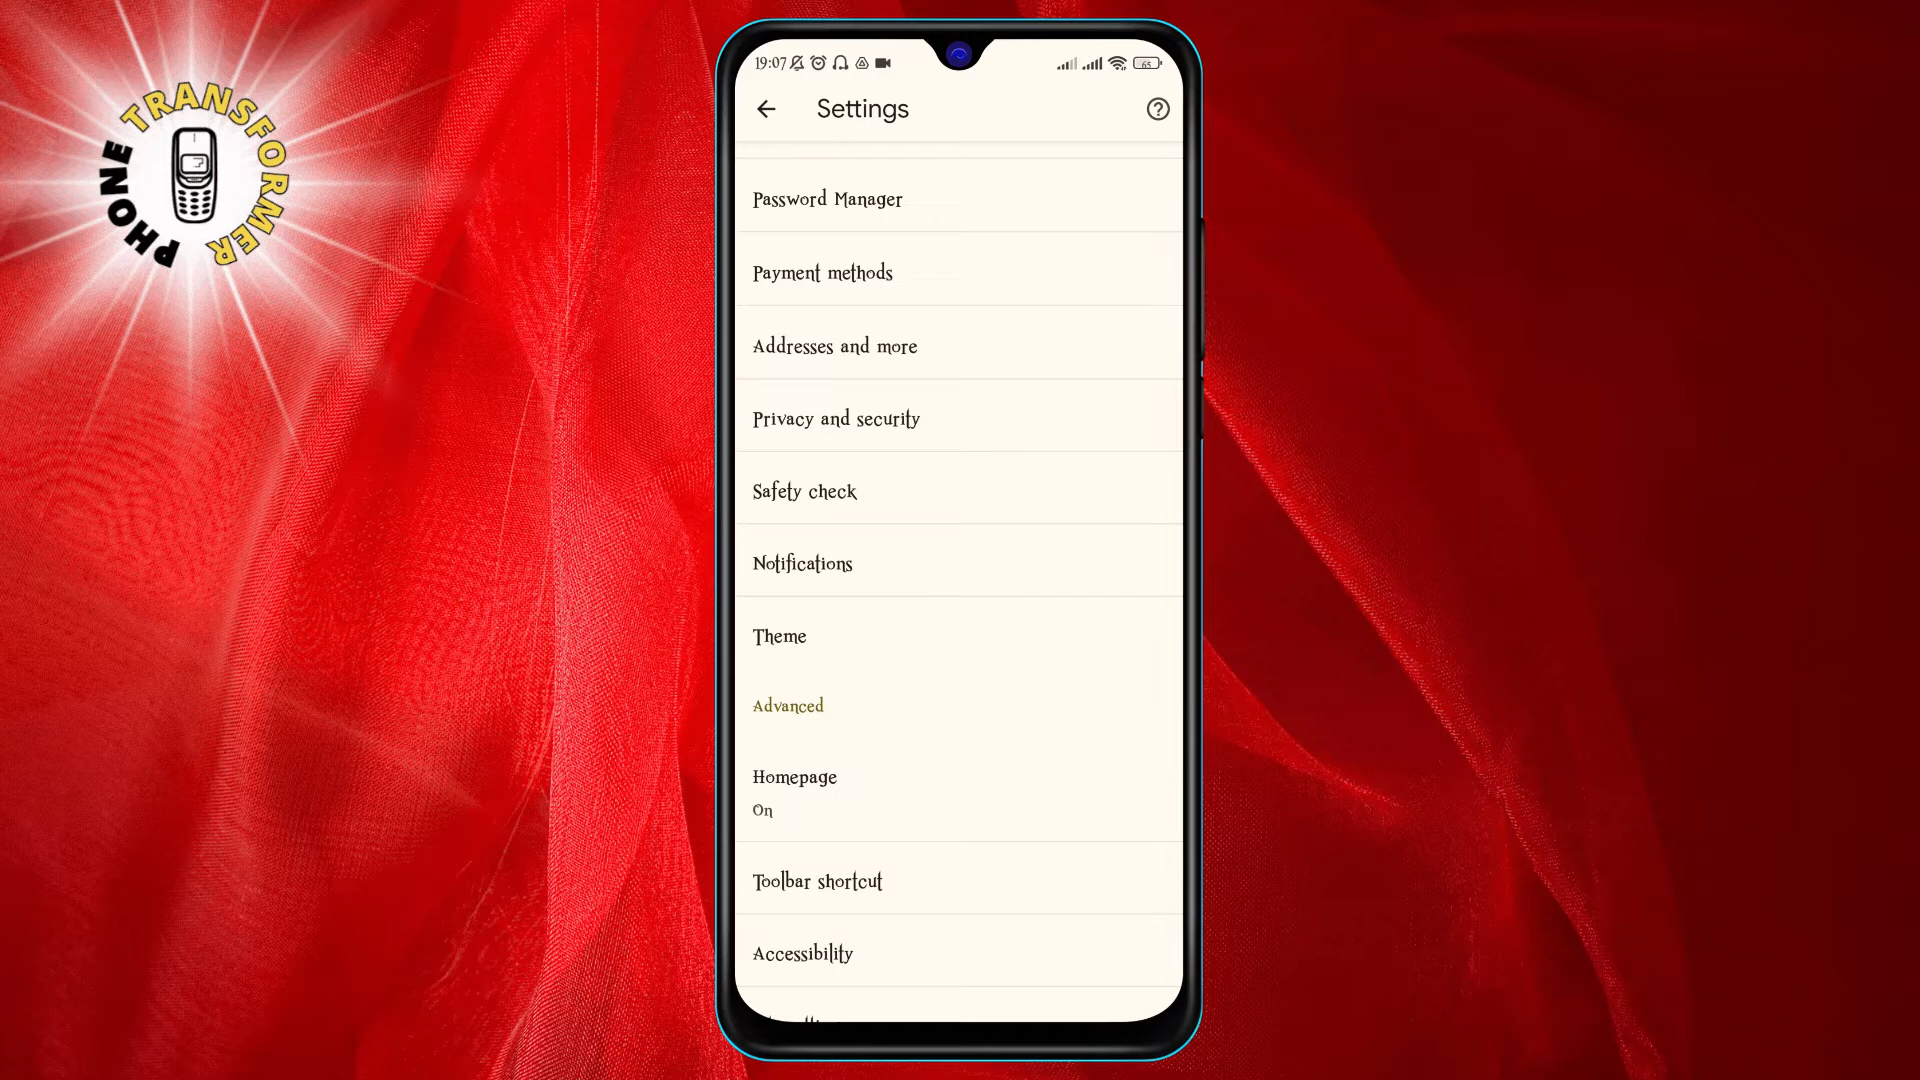 PHONE TRANSFORMER
19:07
65
Settings
Password Manager
Payment methods
Addresses and more
Privacy and security
Safety check
Notifications
Theme
Advanced
Homepage
On
Toolbar shortcut
Accessibility